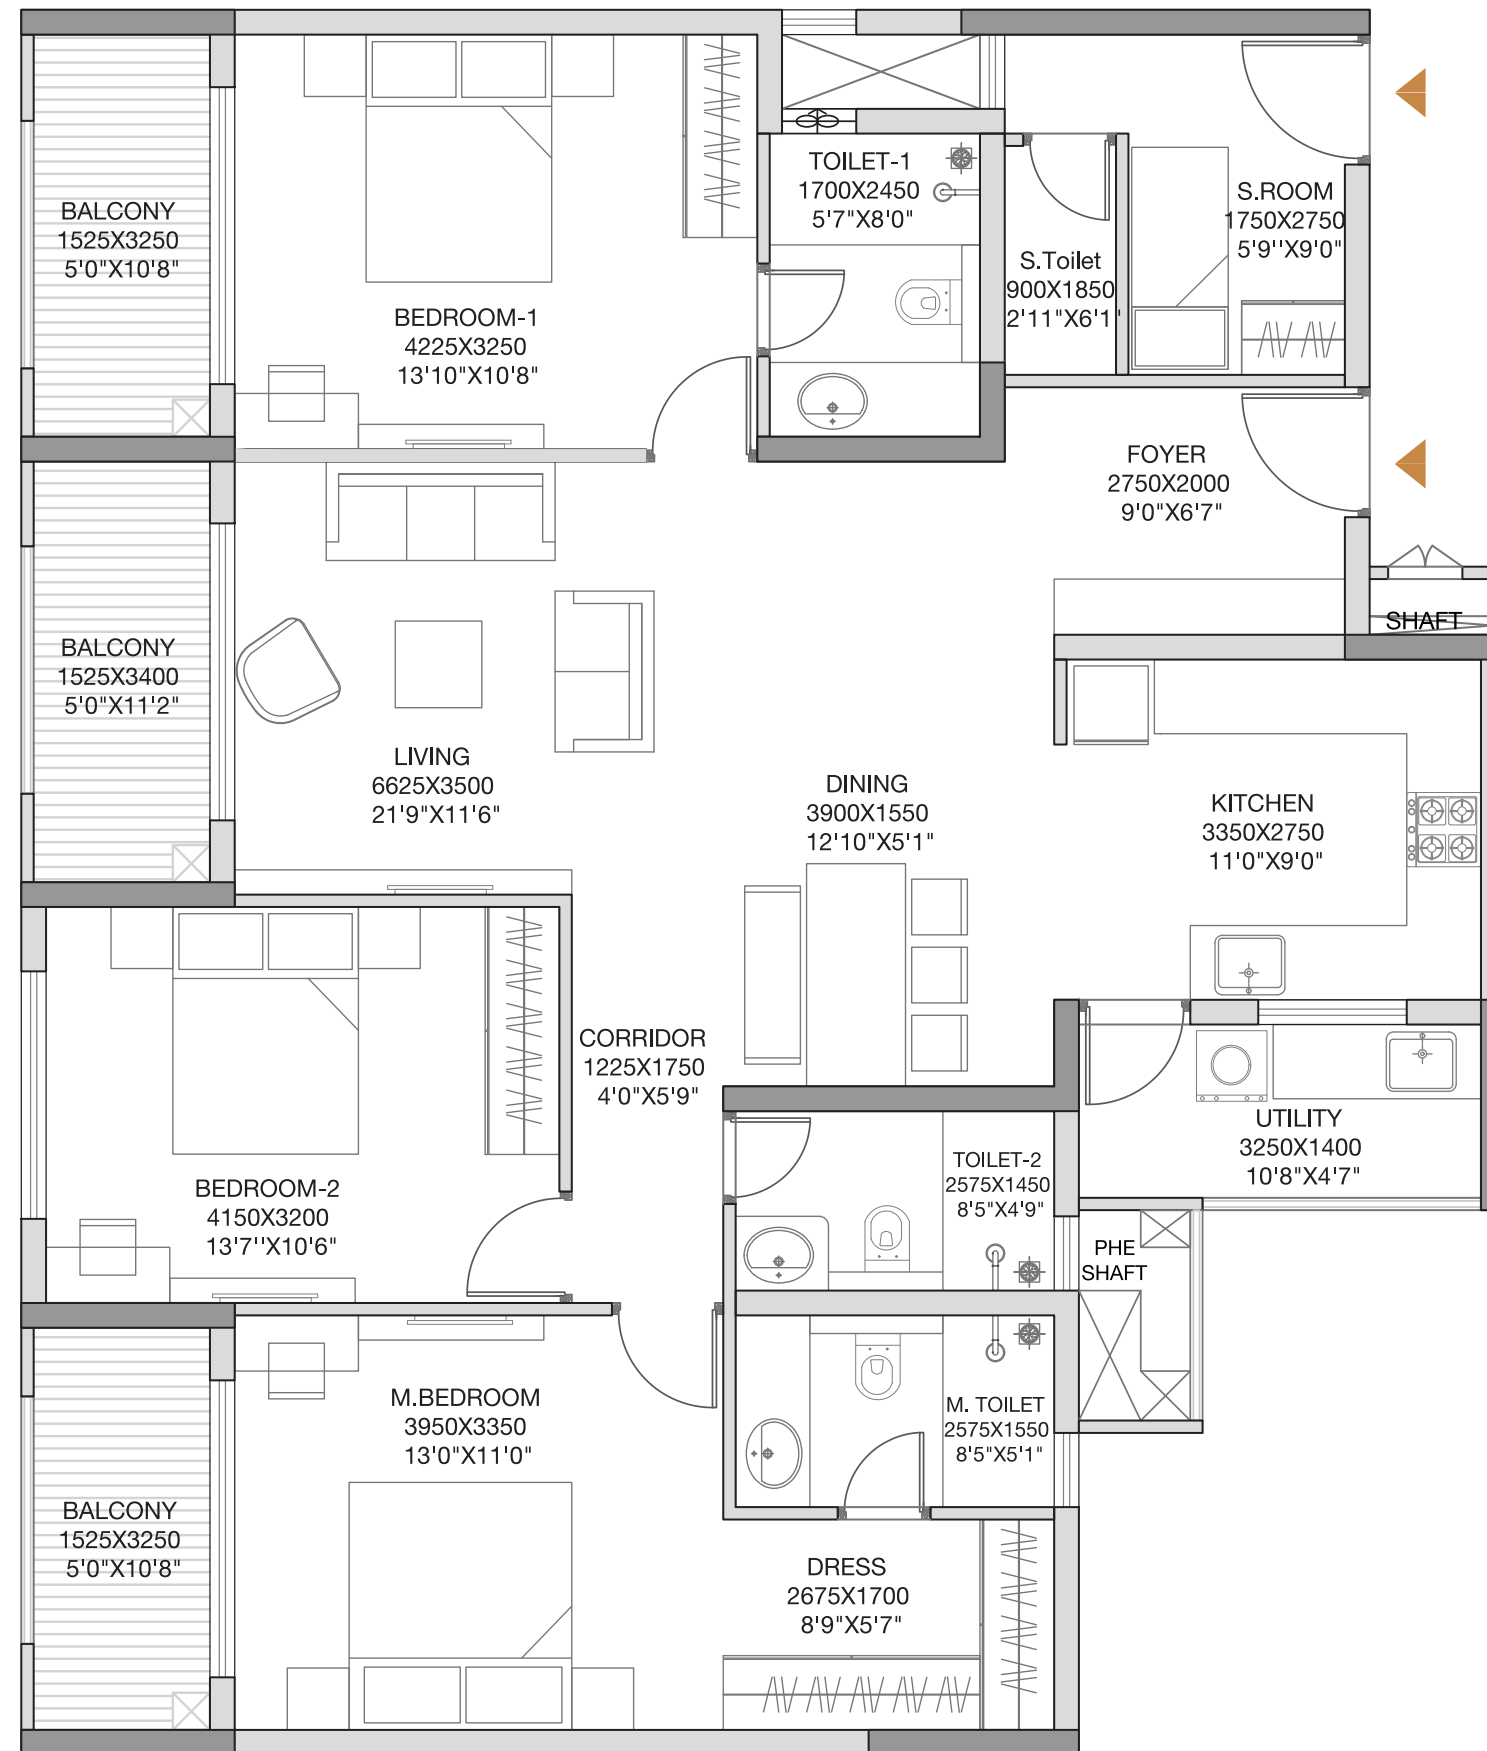 TOILET-1
1700X2450
5'7"X8'0"
S.ROOM
1750X2750
5'9''X9'0"
BALCONY
1525X3250
5'0"X10'8"
S.Toilet
900X1850
2'11"X6'1"
BEDROOM-1
4225X3250
13'10"X10'8"
FOYER
2750X2000
9'0"X6'7"
SHAFT
BALCONY
1525X3400
5'0"X11'2"
LIVING
6625X3500
21'9"X11'6"
DINING
3900X1550
12'10"X5'1"
KITCHEN
3350X2750
11'0"X9'0"
CORRIDOR
1225X1750
4'0"X5'9"
UTILITY
3250X1400
10'8"X4'7"
TOILET-2
2575X1450
8'5"X4'9"
BEDROOM-2
4150X3200
13'7''X10'6"
PHE
SHAFT
M.BEDROOM
3950X3350
13'0"X11'0"
M. TOILET
2575X1550
8'5"X5'1"
BALCONY
1525X3250
5'0"X10'8"
DRESS
2675X1700
8'9"X5'7"